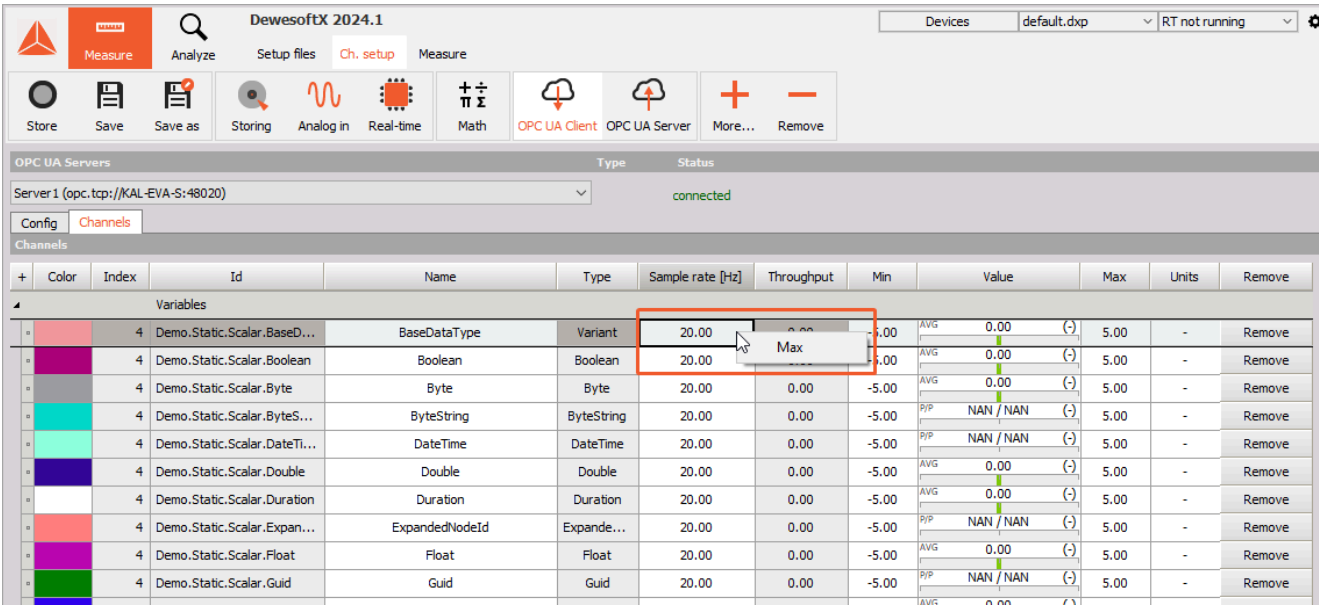 DewesoftX 2024.1
Devices default.dxp RT not running
Measure Analyze Setup files Ch. setup Measure
Store Save Save as Storing Analog in Real-time Math OPC UA Client OPC UA Server More... Remove
OPC UA Servers Type Status
Server1 (opc.tcp://KAL-EVA-S:48020) connected
Config Channels
Channels
+ Color Index Id Name Type Sample rate [Hz] Throughput Min Value Max Units Remove
Variables
4 Demo.Static.Scalar.BaseD... BaseDataType Variant 20.00 -5.00 AVG 0.00 (-) 5.00 - Remove
Max
4 Demo.Static.Scalar.Boolean Boolean Boolean 20.00 -5.00 AVG 0.00 (-) 5.00 - Remove
4 Demo.Static.Scalar.Byte Byte Byte 20.00 0.00 -5.00 AVG 0.00 (-) 5.00 - Remove
4 Demo.Static.Scalar.ByteS... ByteString ByteString 20.00 0.00 -5.00 P/P NAN / NAN (-) 5.00 - Remove
4 Demo.Static.Scalar.DateTi... DateTime DateTime 20.00 0.00 -5.00 P/P NAN / NAN (-) 5.00 - Remove
4 Demo.Static.Scalar.Double Double Double 20.00 0.00 -5.00 AVG 0.00 (-) 5.00 - Remove
4 Demo.Static.Scalar.Duration Duration Duration 20.00 0.00 -5.00 AVG 0.00 (-) 5.00 - Remove
4 Demo.Static.Scalar.Expan... ExpandedNodeId Expande... 20.00 0.00 -5.00 P/P NAN / NAN (-) 5.00 - Remove
4 Demo.Static.Scalar.Float Float Float 20.00 0.00 -5.00 AVG 0.00 (-) 5.00 - Remove
4 Demo.Static.Scalar.Guid Guid Guid 20.00 0.00 -5.00 P/P NAN / NAN (-) 5.00 - Remove